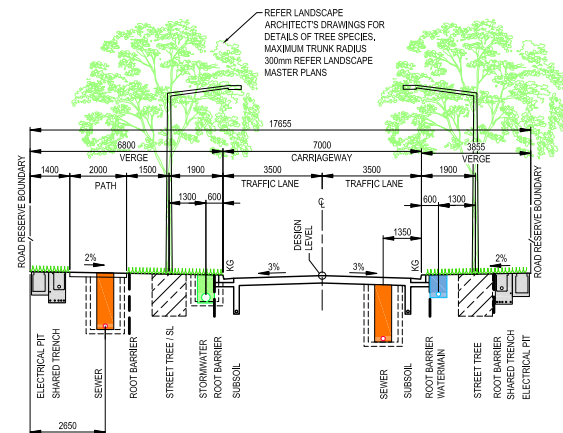 REFER LANDSCAPE
ARCHITECT'S DRAWINGS FOR
DETAILS OF TREE SPECIES,
MAXIMUM TRUNK RADIUS
300mm REFER LANDSCAPE
MASTER PLANS
17655
6800
7000
3855
VERGE
CARRIAGEWAY
VERGE
1400
2000
1500
1900
3500
3500
1900
PATH
TRAFFIC LANE
TRAFFIC LANE
1300
600
600
1300
1350
ROAD RESERVE BOUNDARY
ROAD RESERVE BOUNDARY
℄
DESIGN
LEVEL
KG
KG
2%
3%
3%
2%
ELECTRICAL PIT
SHARED TRENCH
SEWER
ROOT BARRIER
STREET TREE / SL
STORMWATER
ROOT BARRIER
SUBSOIL
SEWER
SUBSOIL
ROOT BARRIER
WATERMAIN
STREET TREE
ROOT BARRIER
SHARED TRENCH
ELECTRICAL PIT
2650